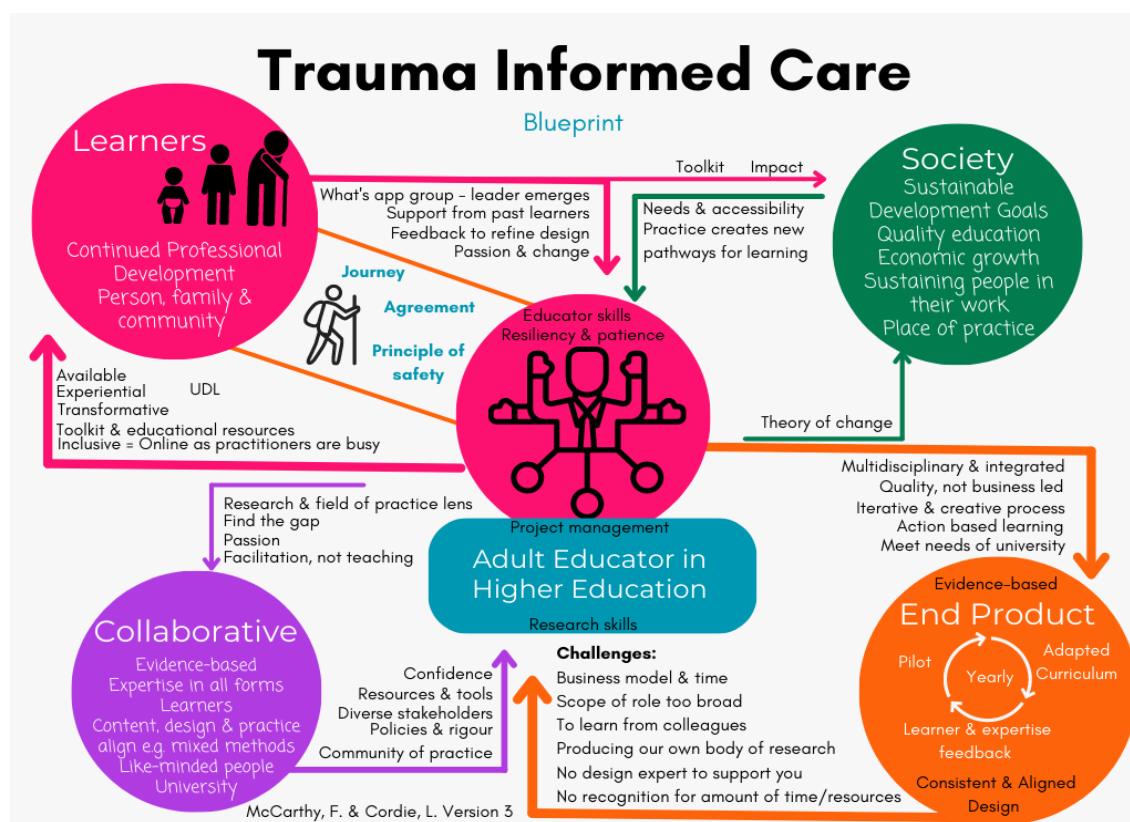 Trauma Informed Care
Blueprint
Learners
Continued Professional
Development
Person, family &
community
What's app group - leader emerges
Support from past learners
Feedback to refine design
Passion & change
Toolkit
Impact
Needs & accessibility
Practice creates new
pathways for learning
Society
Sustainable
Development Goals
Quality education
Economic growth
Sustaining people in
their work
Place of practice
Journey
Agreement
Principle of
safety
Educator skills
Resiliency & patience
Available
Experiential
UDL
Transformative
Toolkit & educational resources
Inclusive = Online as practitioners are busy
Theory of change
Multidisciplinary & integrated
Quality, not business led
Iterative & creative process
Action based learning
Meet needs of university
Research & field of practice lens
Find the gap
Passion
Facilitation, not teaching
Project management
Adult Educator in
Higher Education
Research skills
Collaborative
Evidence-based
Expertise in all forms
Learners
Content, design & practice
align e.g. mixed methods
Like-minded people
University
Confidence
Resources & tools
Diverse stakeholders
Policies & rigour
Community of practice
Challenges:
Business model & time
Scope of role too broad
To learn from colleagues
Producing our own body of research
No design expert to support you
No recognition for amount of time/resources
Evidence-based
End Product
Pilot
Yearly
Adapted
Curriculum
Learner & expertise
feedback
Consistent & Aligned
Design
McCarthy, F. & Cordie, L. Version 3